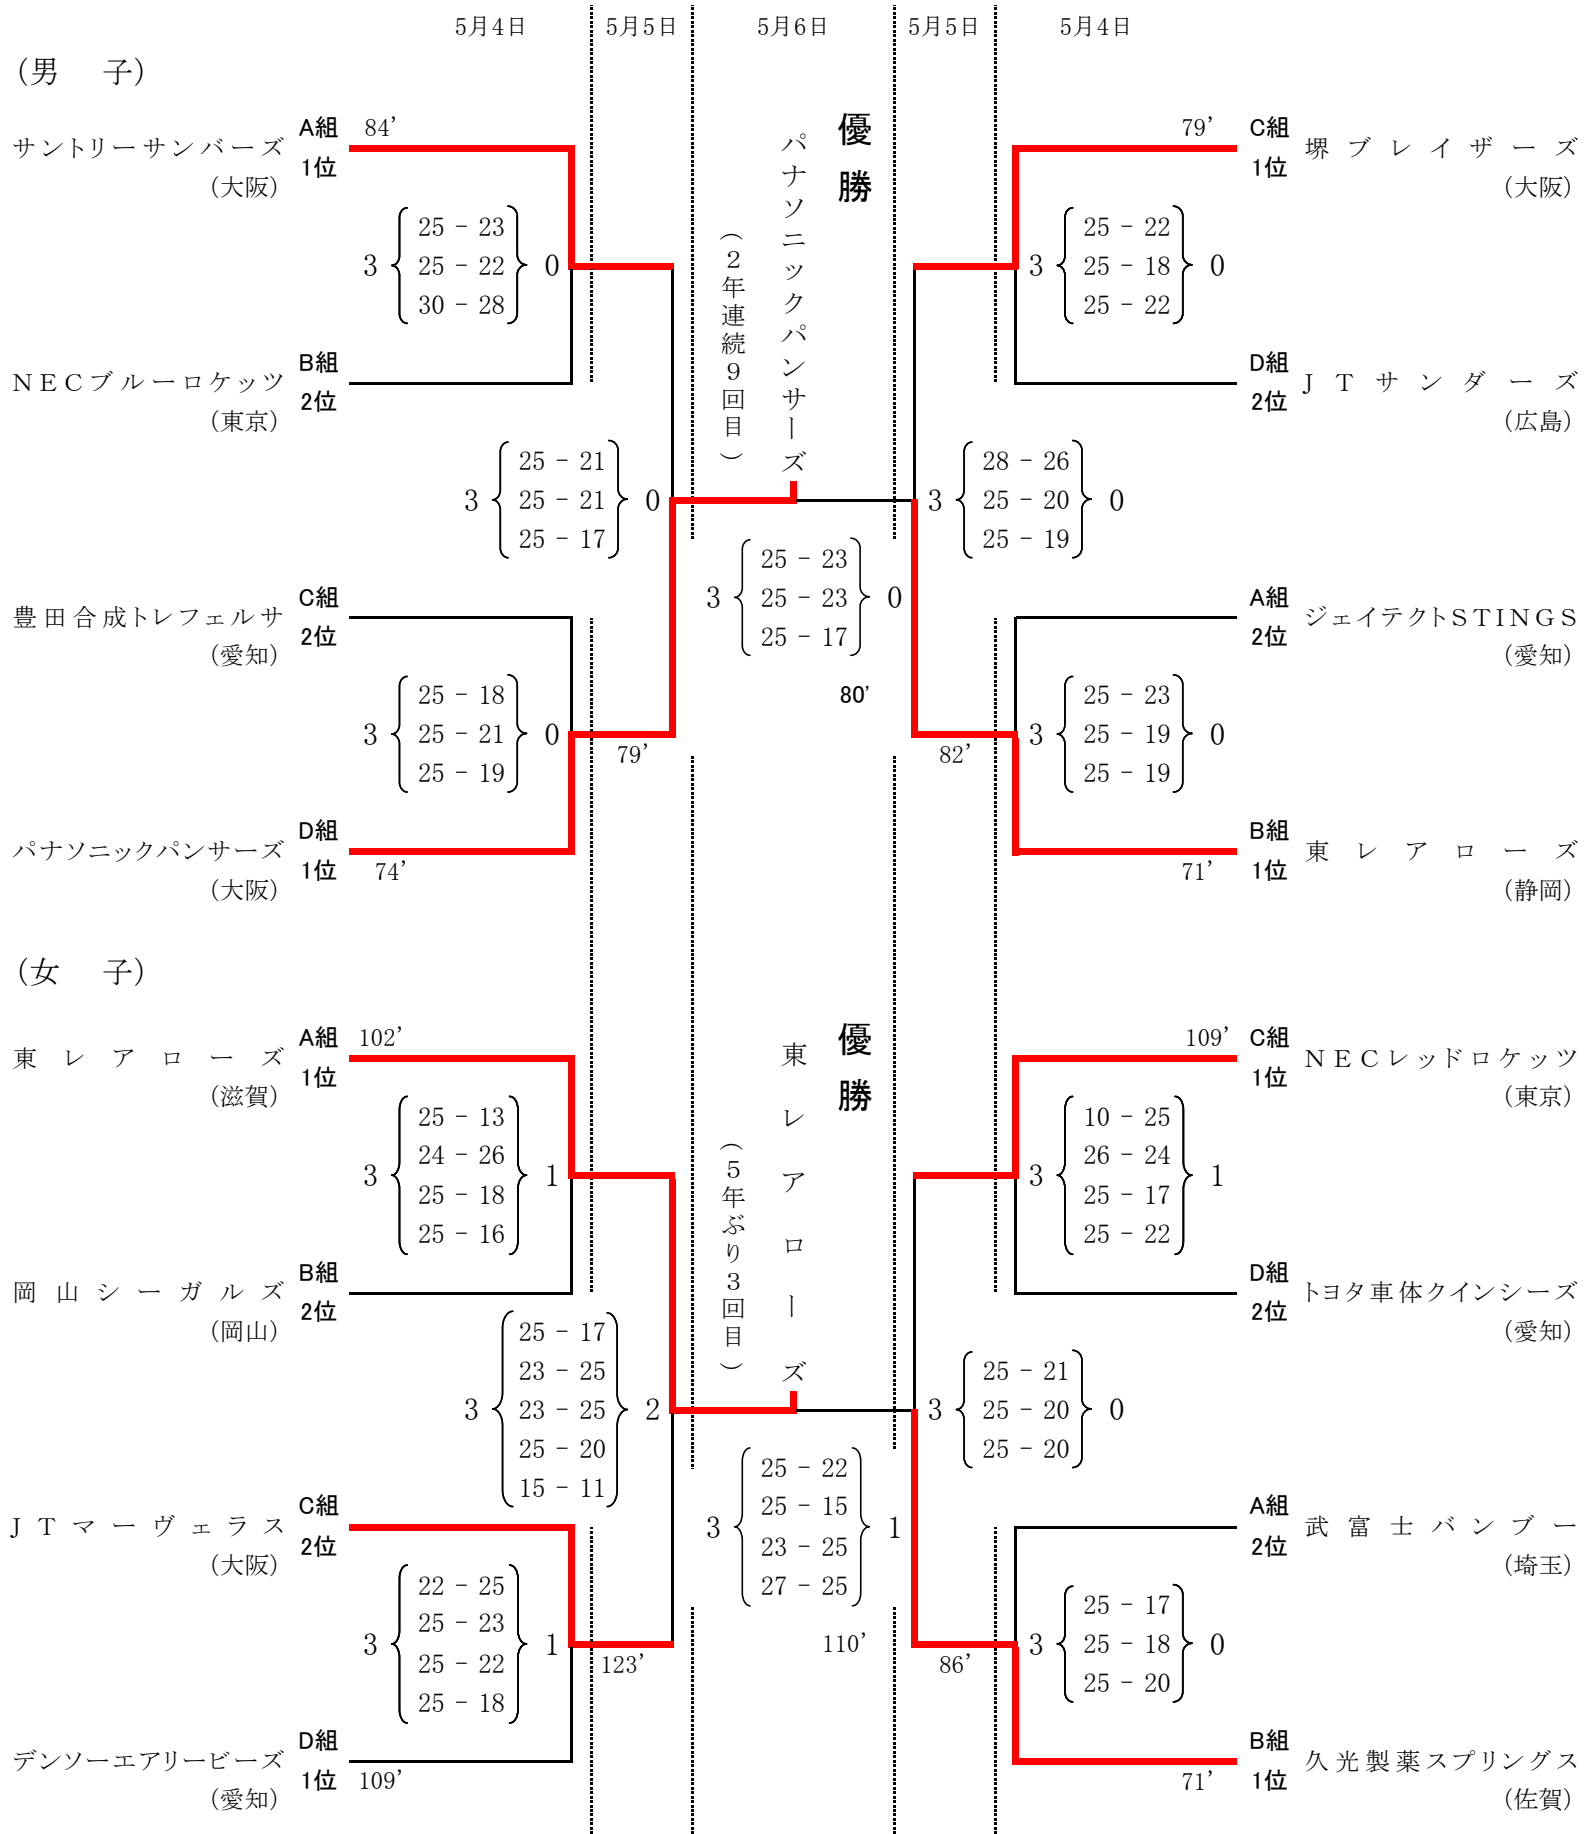 5月4日 5月5日 5月6日 5月5日 5月4日
(男 子)
サントリーサンバーズ
(大阪)
A組
1位
84’
3 25 - 23 0
25 - 22
30 - 28
NECブルーロケッツ
(東京)
B組
2位
3 25 - 21 0
25 - 21
25 - 17
豊田合成トレフェルサ
(愛知)
C組
2位
3 25 - 18 0
25 - 21
25 - 19
79’
パナソニックパンサーズ
(大阪)
D組
1位
74’
優勝
パナソニックパンサーズ
(2年連続9回目)
3 25 - 23 0
25 - 23
25 - 17
80’
79’
C組
1位
堺ブレイザーズ
(大阪)
3 25 - 22 0
25 - 18
25 - 22
D組
2位
JTサンダーズ
(広島)
3 28 - 26 0
25 - 20
25 - 19
A組
2位
ジェイテクトSTINGS
(愛知)
3 25 - 23 0
25 - 19
25 - 19
82’
71’
B組
1位
東レアローズ
(静岡)
(女 子)
東レアローズ
(滋賀)
A組
1位
102’
3 25 - 13 1
24 - 26
25 - 18
25 - 16
岡山シーガルズ
(岡山)
B組
2位
3 25 - 17 2
23 - 25
23 - 25
25 - 20
15 - 11
JTマーヴェラス
(大阪)
C組
2位
3 22 - 25 1
25 - 23
25 - 22
25 - 18
123’
デンソーエアリービーズ
(愛知)
D組
1位
109’
優勝
東レアローズ
(5年ぶり3回目)
3 25 - 22 1
25 - 15
23 - 25
27 - 25
110’
109’
C組
1位
NECレッドロケッツ
(東京)
3 10 - 25 1
26 - 24
25 - 17
25 - 22
D組
2位
トヨタ車体クインシーズ
(愛知)
3 25 - 21 0
25 - 20
25 - 20
A組
2位
武富士バンブー
(埼玉)
3 25 - 17 0
25 - 18
25 - 20
86’
71’
B組
1位
久光製薬スプリングス
(佐賀)